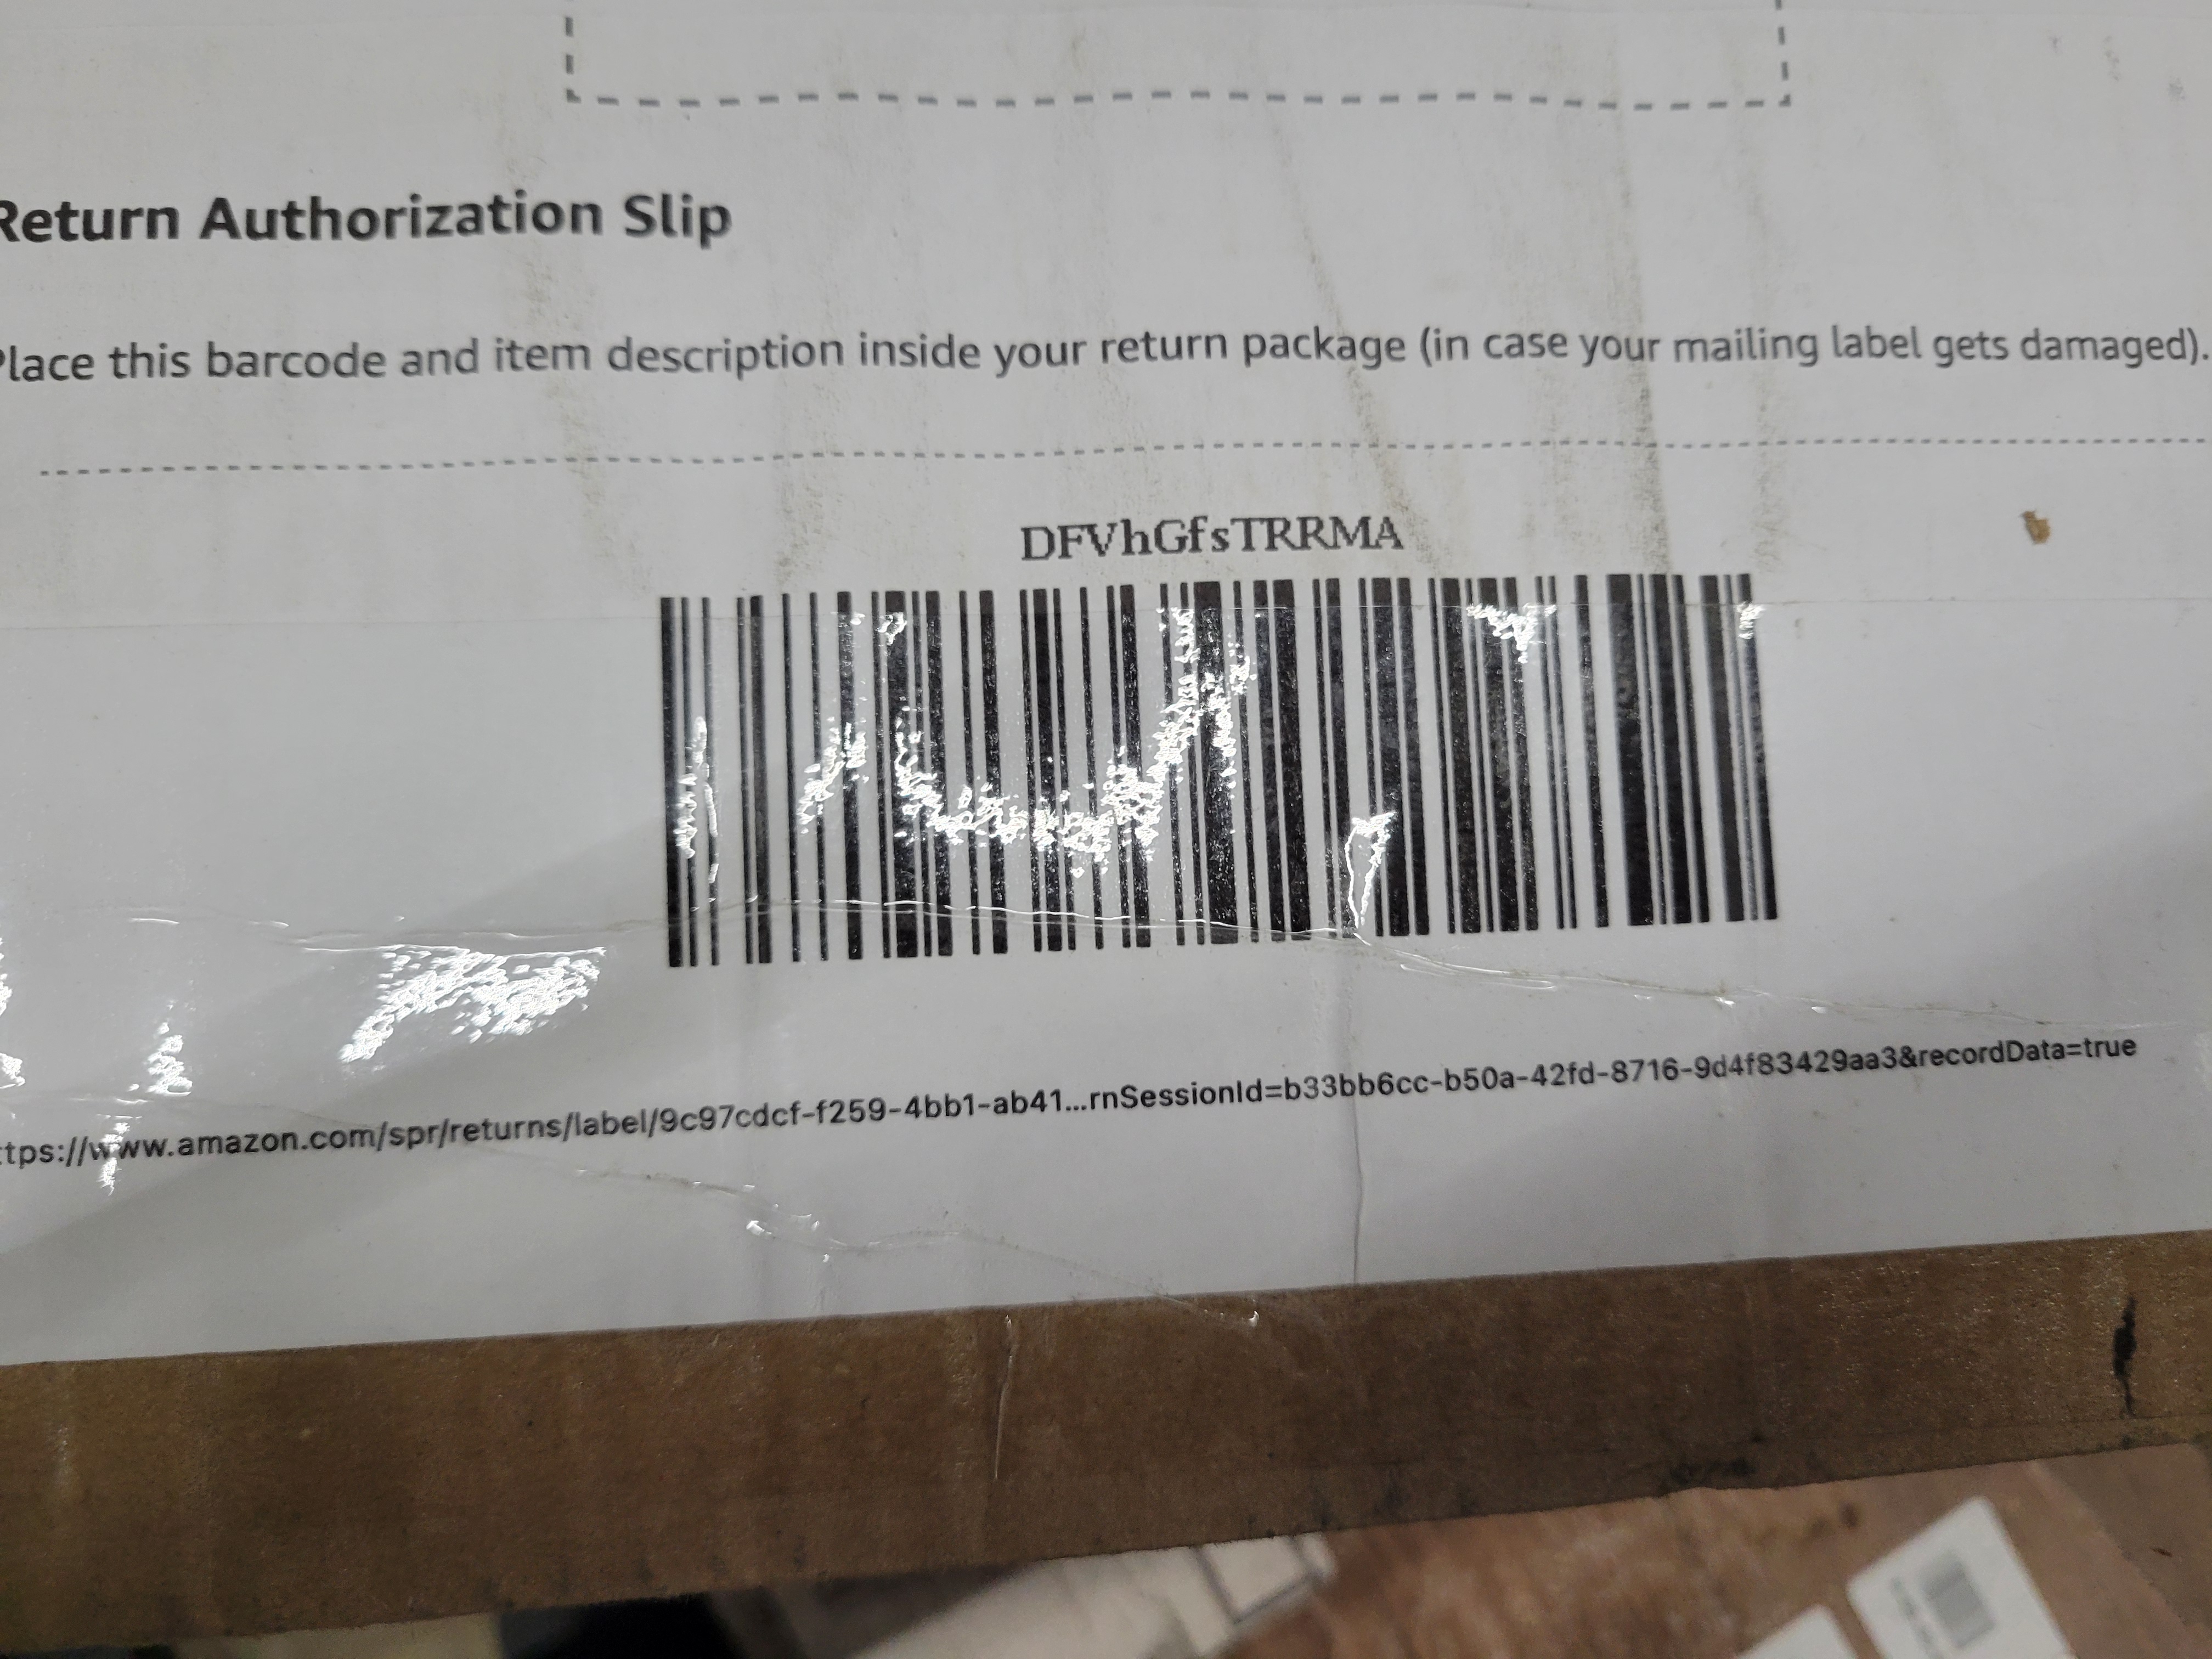 Return Authorization Slip
Place this barcode and item description inside your return package (in case your mailing label gets damaged).
DFVhGfsTRRMA
ttps://www.amazon.com/spr/returns/label/9c97cdcf-f259-4bb1-ab41...rnSessionId=b33bb6cc-b50a-42fd-8716-9d4f83429aa3&recordData=true